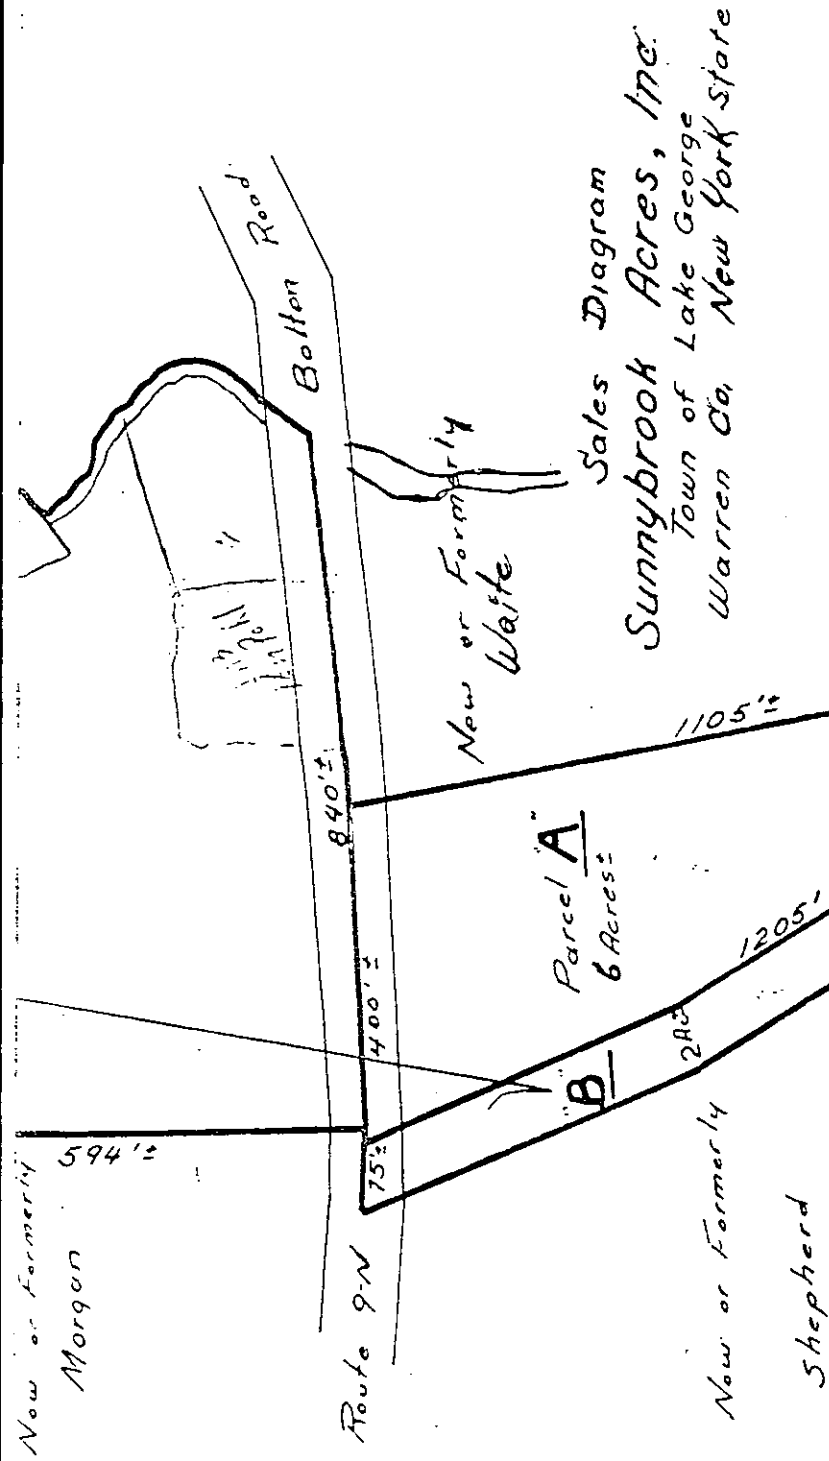 Sales Diagram
Sunnybrook Acres, Inc.
Town of Lake George
Warren Co, New York State
Now or Formerly
Morgan
594'±
Route 9-N
Bolton Road
840'±
400'±
75'±
Now or Formerly
Waite
1105'±
Parcel "A"
6 Acres±
1205'
"B"
2Ac±
Now or Formerly
Shepherd